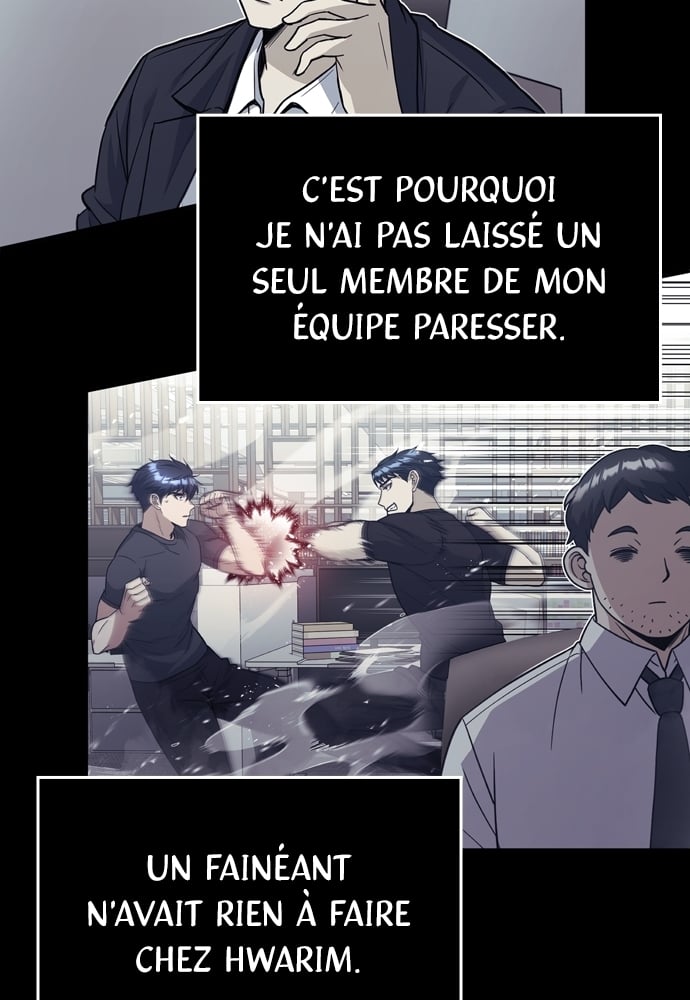 C'EST POURQUOI
JE N'AI PAS LAISSÉ UN
SEUL MEMBRE DE MON
ÉQUIPE PARESSER.
UN FAINÉANT
N'AVAIT RIEN À FAIRE
CHEZ HWARIM.